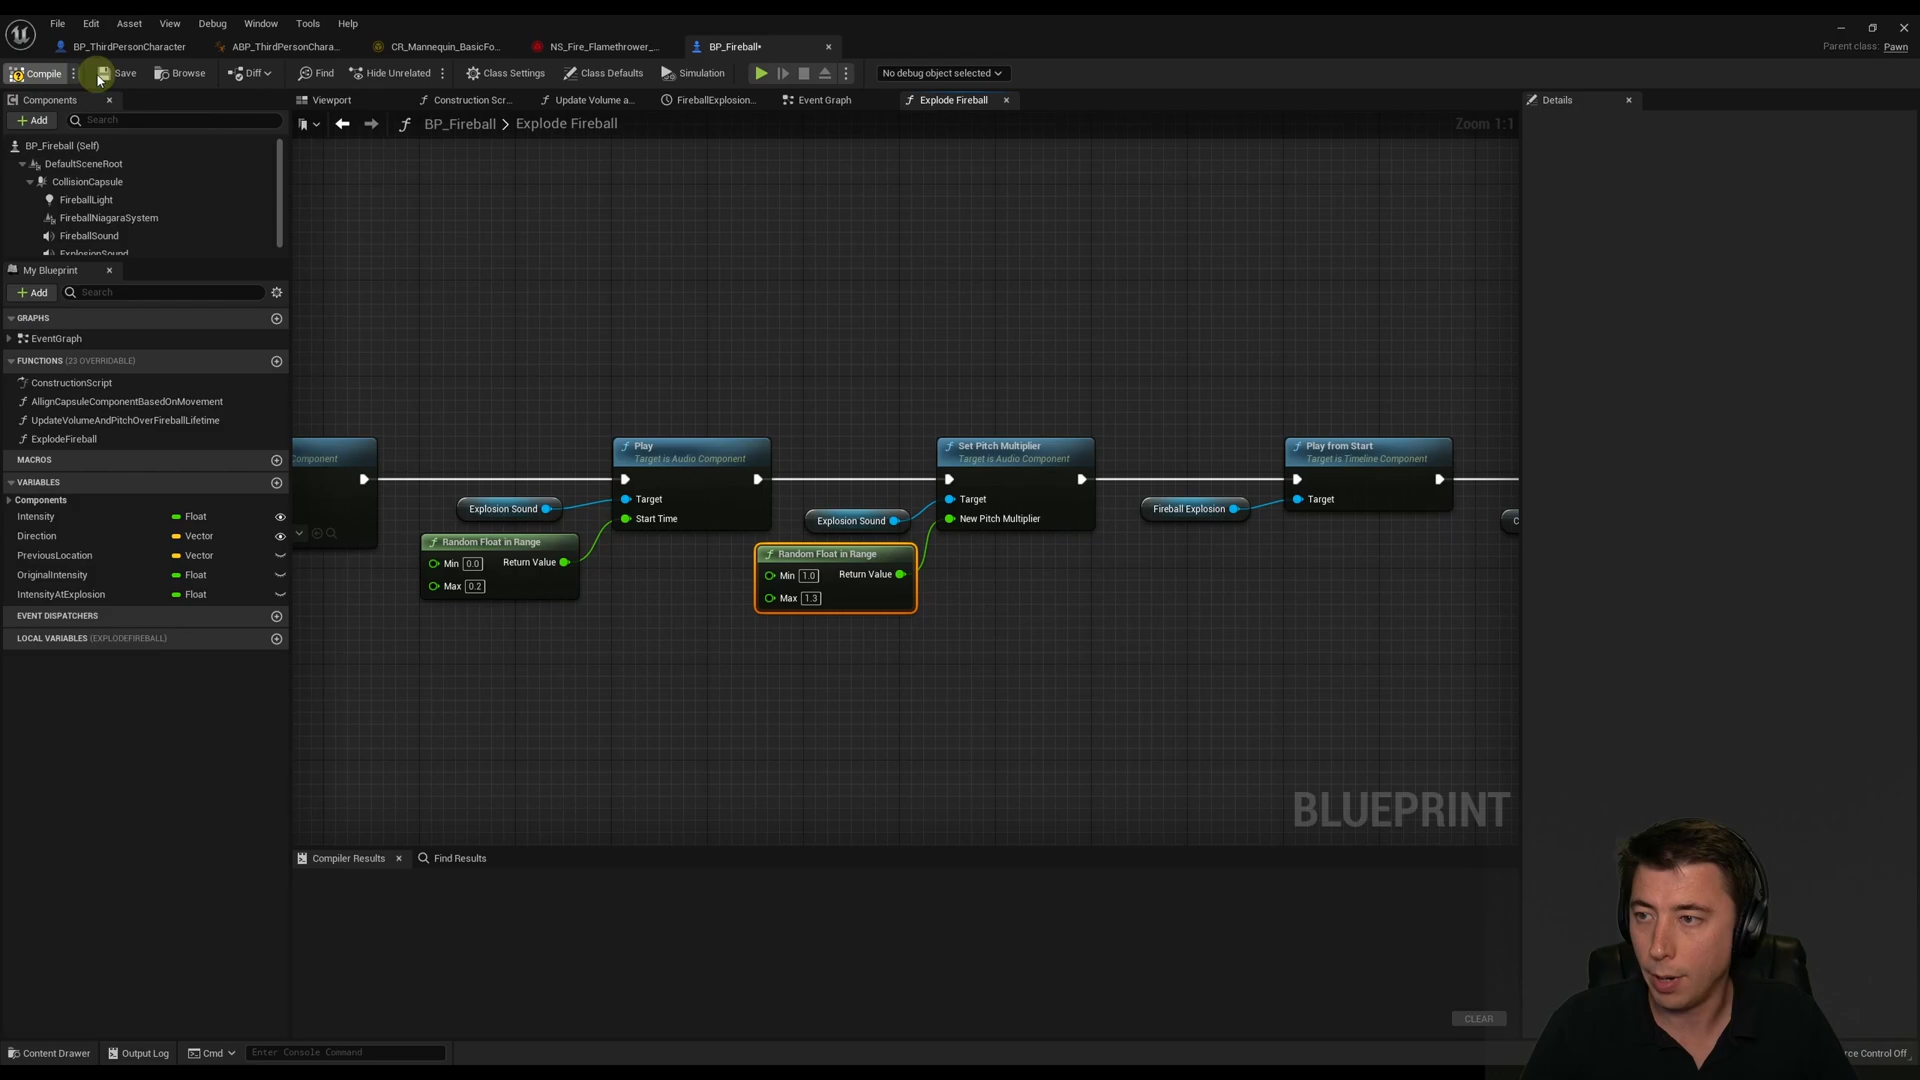 File Edit Asset View Debug Window Tools Help
BP_ThirdPersonCharacter ABP_ThirdPersonChara... CR_Mannequin_BasicFo... NS_Fire_Flamethrower_... BP_Fireball•
Parent class: Pawn
Compile Save Browse Diff Find Hide Unrelated Class Settings Class Defaults Simulation No debug object selected
Components
Viewport Construction Scr... Update Volume a... FireballExplosion... Event Graph Explode Fireball
Details
Add Search
BP_Fireball > Explode Fireball
Zoom 1:1
BP_Fireball (Self)
DefaultSceneRoot
CollisionCapsule
FireballLight
FireballNiagaraSystem
FireballSound
ExplosionSound
My Blueprint
Add Search
GRAPHS
EventGraph
FUNCTIONS (23 OVERRIDABLE)
ConstructionScript
AllignCapsuleComponentBasedOnMovement
UpdateVolumeAndPitchOverFireballLifetime
ExplodeFireball
MACROS
VARIABLES
Components
Intensity Float
Direction Vector
PreviousLocation Vector
OriginalIntensity Float
IntensityAtExplosion Float
EVENT DISPATCHERS
LOCAL VARIABLES (EXPLODEFIREBALL)
Component
Play
Target is Audio Component
Target
Start Time
Explosion Sound
Random Float in Range
Min 0.0 Return Value
Max 0.2
Set Pitch Multiplier
Target is Audio Component
Target
New Pitch Multiplier
Explosion Sound
Random Float in Range
Min 1.0 Return Value
Max 1.3
Play from Start
Target is Timeline Component
Target
Fireball Explosion
BLUEPRINT
Compiler Results Find Results
CLEAR
Content Drawer Output Log Cmd Enter Console Command
rce Control Off